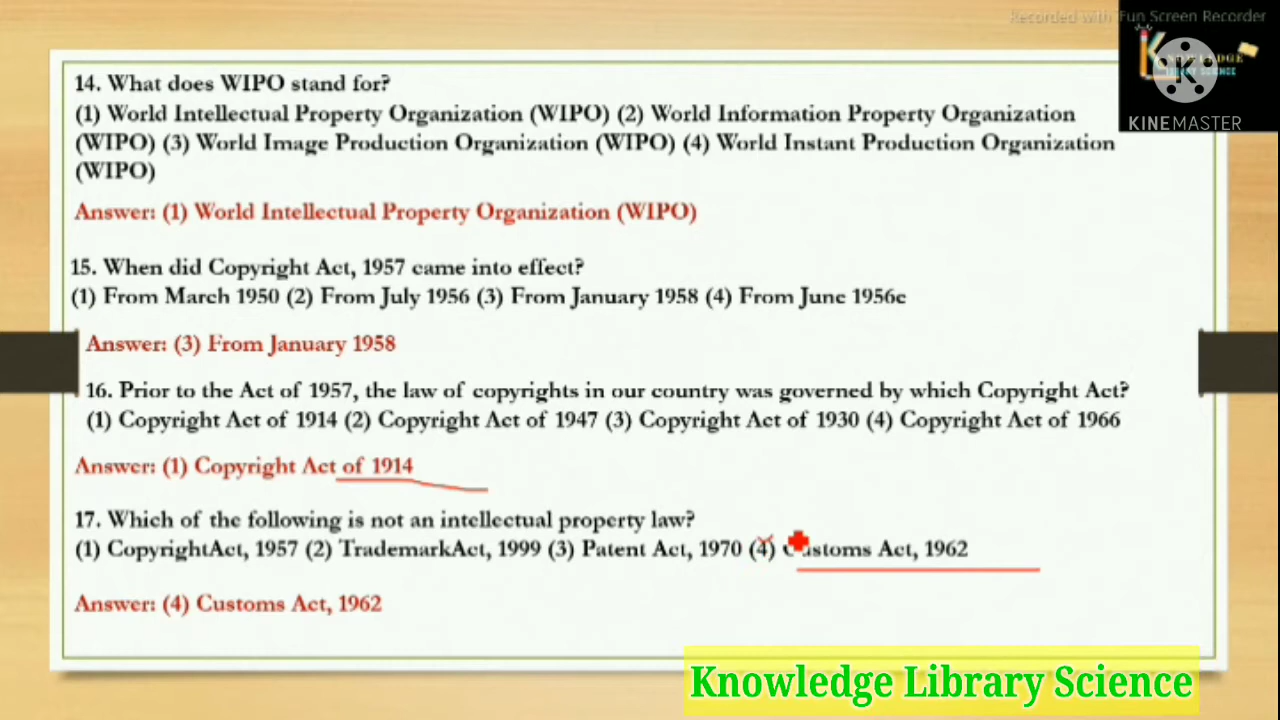 Recorded with Fun Screen Recorder
KNOWLEDGE
LIBRARY SCIENCE
KINEMASTER
14. What does WIPO stand for?
(1) World Intellectual Property Organization (WIPO) (2) World Information Property Organization
(WIPO) (3) World Image Production Organization (WIPO) (4) World Instant Production Organization
(WIPO)
Answer: (1) World Intellectual Property Organization (WIPO)
15. When did Copyright Act, 1957 came into effect?
(1) From March 1950 (2) From July 1956 (3) From January 1958 (4) From June 1956c
Answer: (3) From January 1958
16. Prior to the Act of 1957, the law of copyrights in our country was governed by which Copyright Act?
(1) Copyright Act of 1914 (2) Copyright Act of 1947 (3) Copyright Act of 1930 (4) Copyright Act of 1966
Answer: (1) Copyright Act of 1914
17. Which of the following is not an intellectual property law?
(1) CopyrightAct, 1957 (2) TrademarkAct, 1999 (3) Patent Act, 1970 (4) Customs Act, 1962
Answer: (4) Customs Act, 1962
Knowledge Library Science